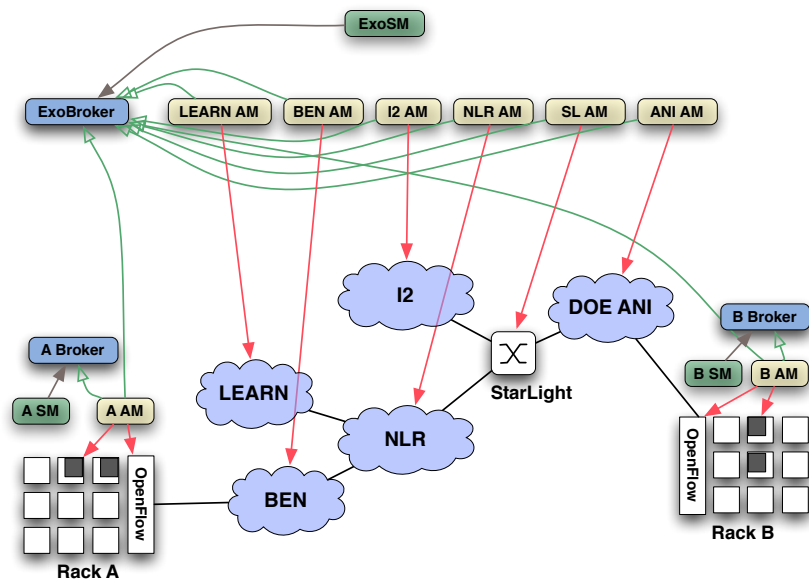 ExoSM
ExoBroker
LEARN AM
BEN AM
I2 AM
NLR AM
SL AM
ANI AM
I2
DOE ANI
B Broker
A Broker
StarLight
B SM
B AM
LEARN
A SM
A AM
NLR
OpenFlow
OpenFlow
BEN
Rack B
Rack A